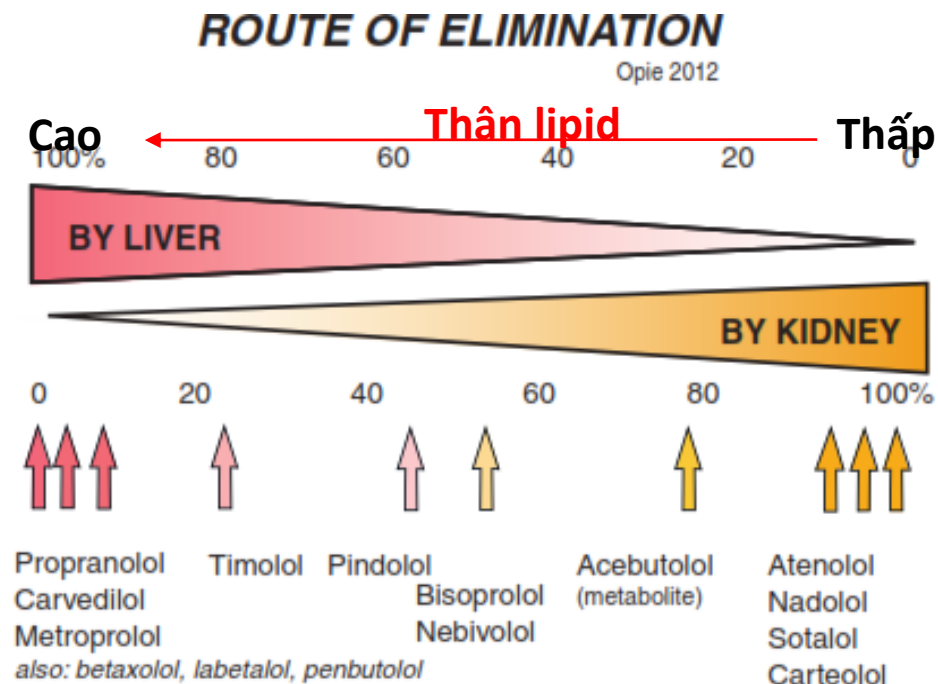 ROUTE OF ELIMINATION
Opie 2012
Cao Thân lipid Thấp
100% 80 60 40 20 0
BY LIVER
BY KIDNEY
0 20 40 60 80 100%
Propranolol Timolol Pindolol Acebutolol Atenolol
Carvedilol Bisoprolol (metabolite) Nadolol
Metroprolol Nebivolol Sotalol
also: betaxolol, labetalol, penbutolol Carteolol